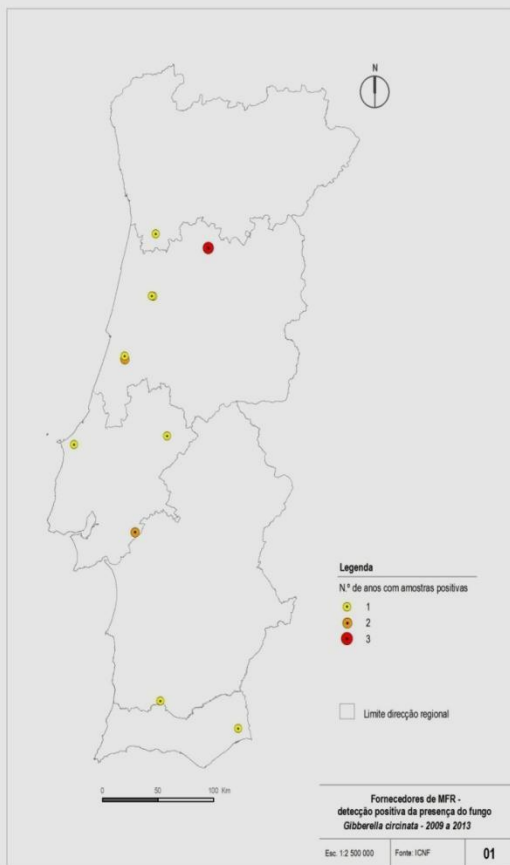 N
Legenda
N.º de anos com amostras positivas
1
2
3
Limite direcção regional
0 50 100 Km
Fornecedores de MFR -
detecção positiva da presença do fungo
Gibberella circinata - 2009 a 2013
Esc. 1:2 500 000 Fonte: ICNF 01